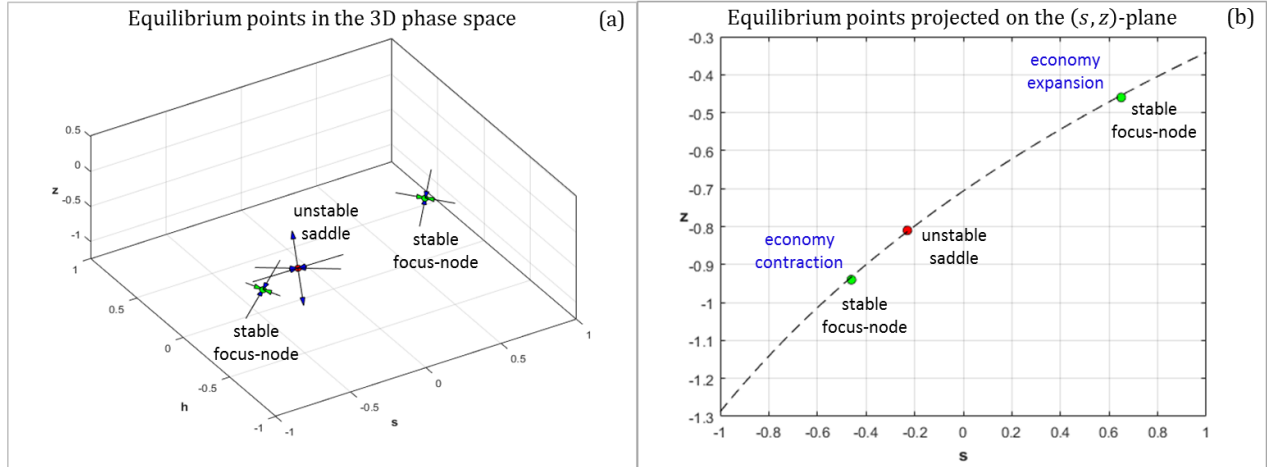 Equilibrium points in the 3D phase space
(a)
0.5
0
z
-0.5
-1
1
0.5
0
h
-0.5
-1
-1
-0.5
s
0
0.5
1
unstable
saddle
stable
focus-node
stable
focus-node
Equilibrium points projected on the (s, z)-plane
(b)
-0.3
-0.4
-0.5
-0.6
-0.7
z
-0.8
-0.9
-1
-1.1
-1.2
-1.3
-1
-0.8
-0.6
-0.4
-0.2
0
0.2
0.4
0.6
0.8
1
s
economy
expansion
stable
focus-node
economy
contraction
unstable
saddle
stable
focus-node